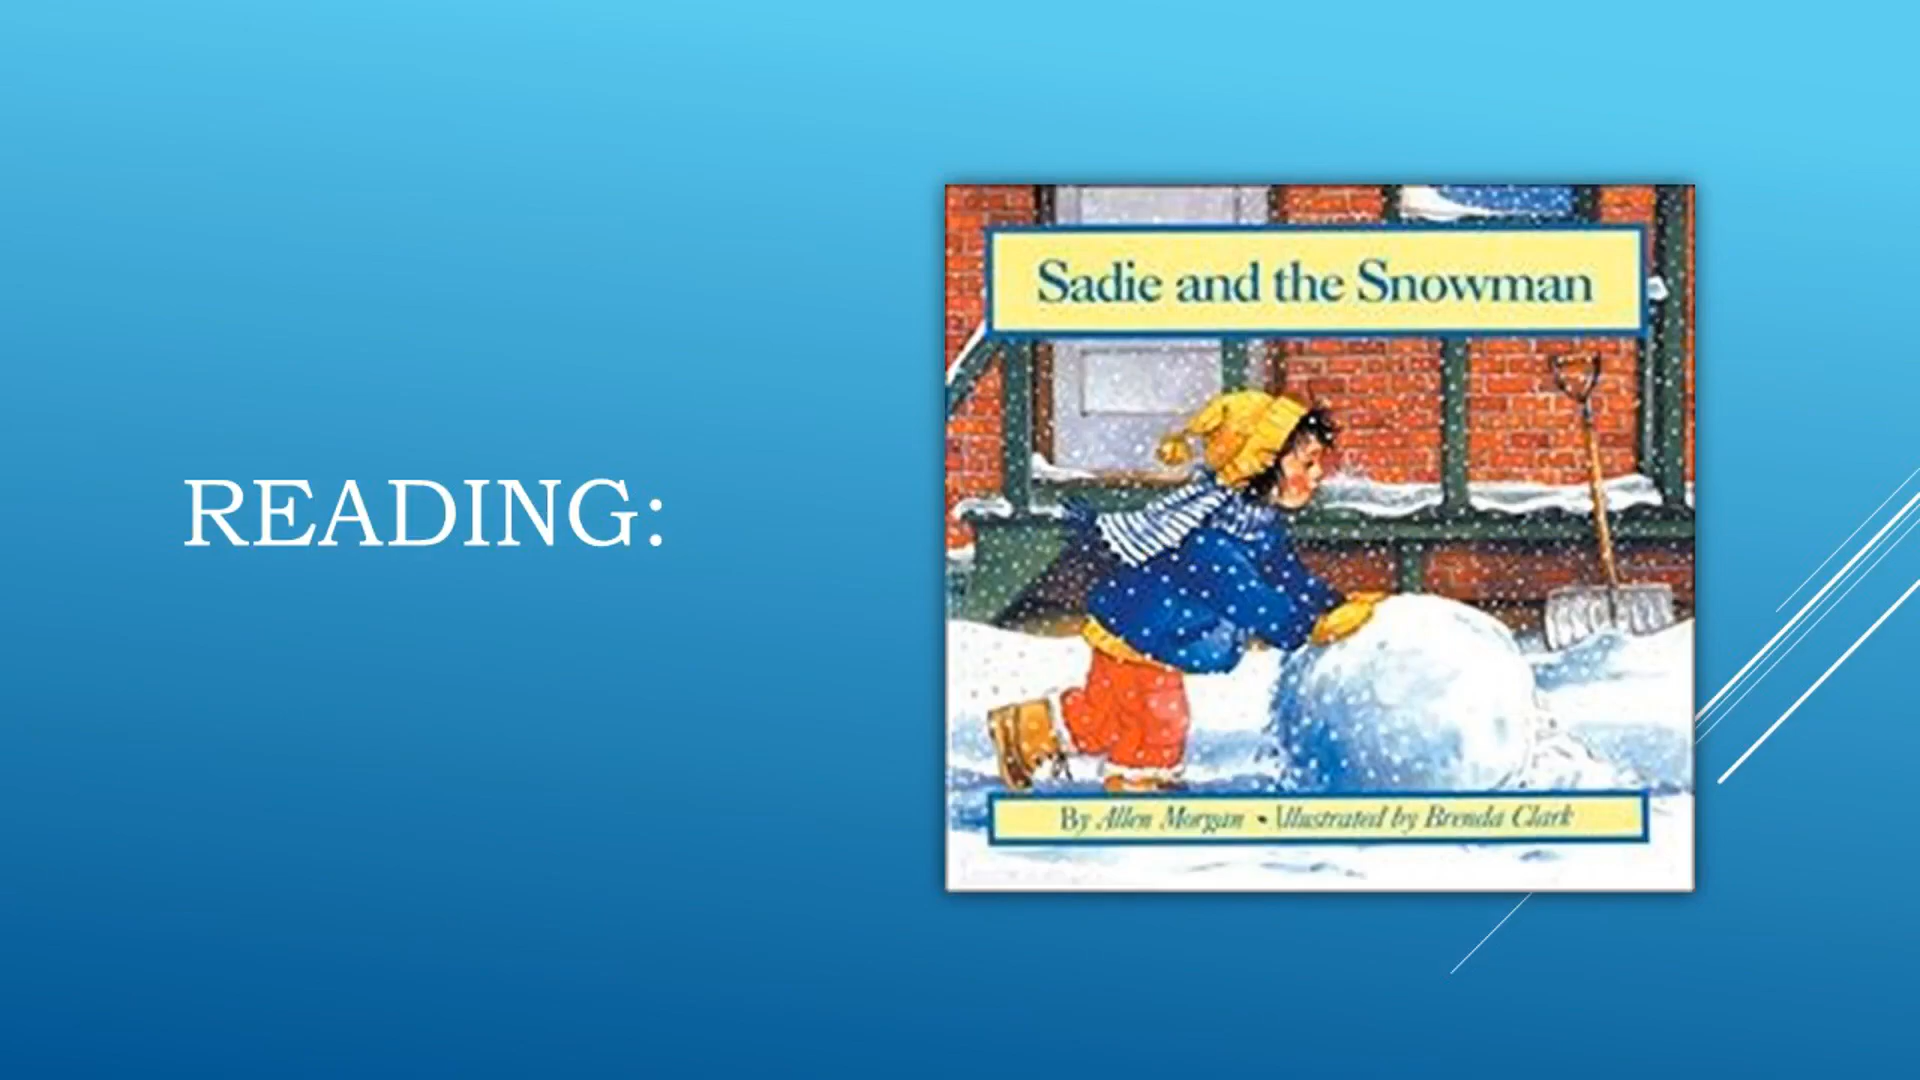 READING:
Sadie and the Snowman
By Allen Morgan • Illustrated by Brenda Clark